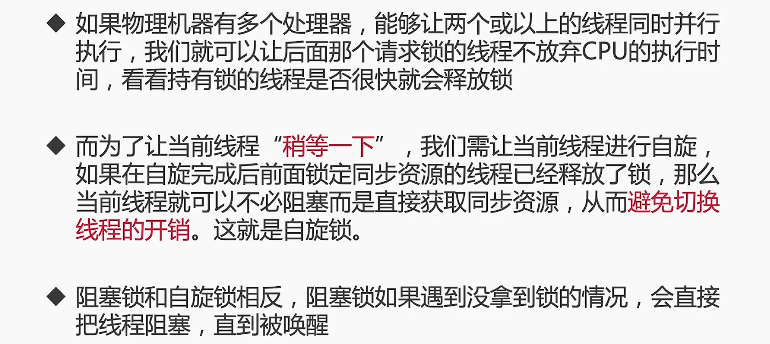 ◆ 如果物理机器有多个处理器，能够让两个或以上的线程同时并行
执行，我们就可以让后面那个请求锁的线程不放弃CPU的执行时
间，看看持有锁的线程是否很快就会释放锁
◆ 而为了让当前线程“稍等一下”，我们需让当前线程进行自旋，
如果在自旋完成后前面锁定同步资源的线程已经释放了锁，那么
当前线程就可以不必阻塞而是直接获取同步资源，从而避免切换
线程的开销。这就是自旋锁。
◆ 阻塞锁和自旋锁相反，阻塞锁如果遇到没拿到锁的情况，会直接
把线程阻塞，直到被唤醒